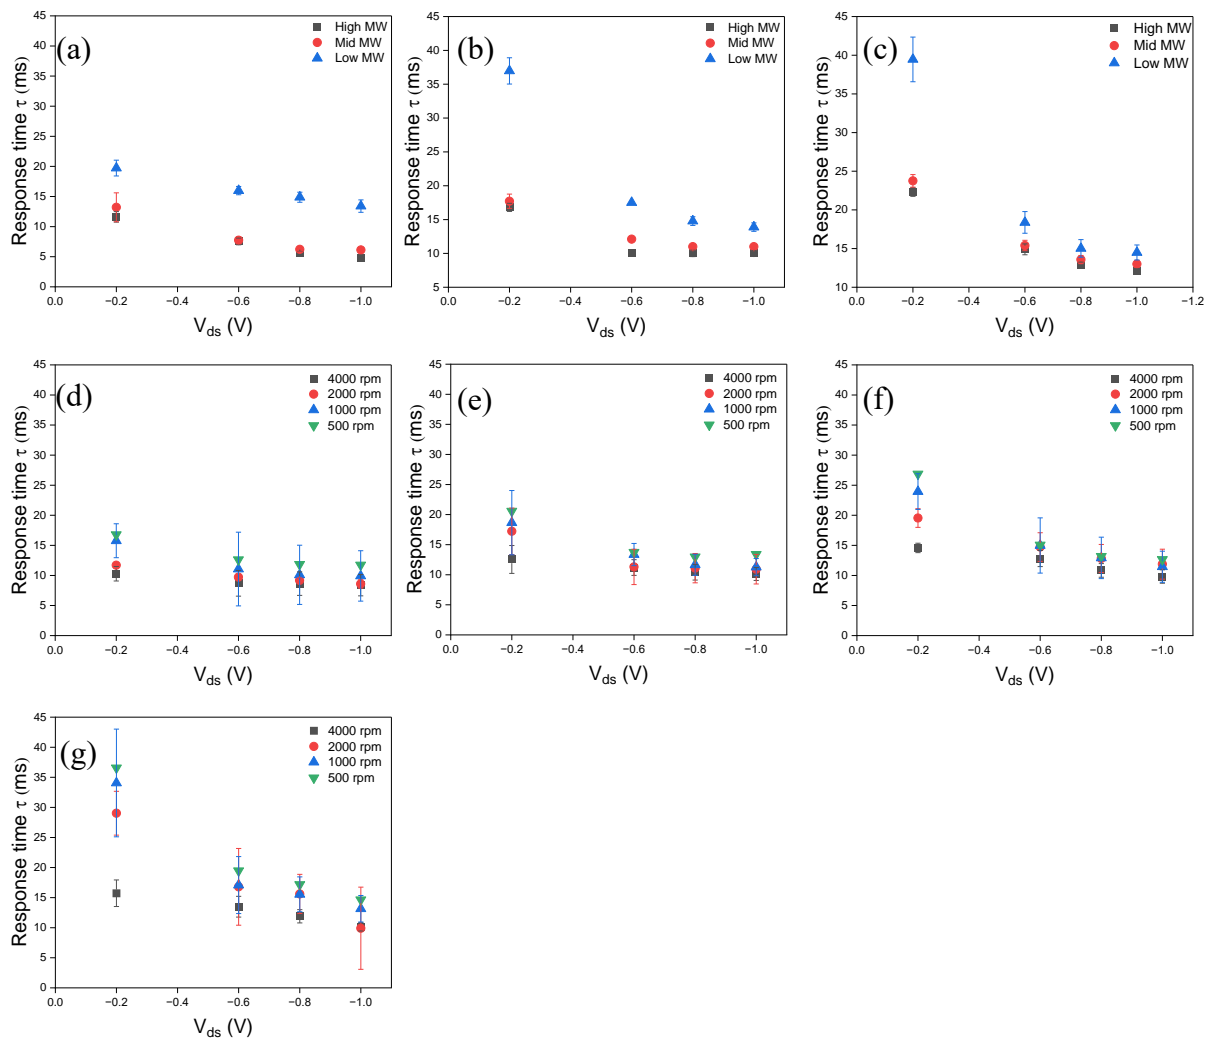 (a)
Response time τ (ms)
45
40
35
30
25
20
15
10
5
0
High MW
Mid MW
Low MW
0.0 −0.2 −0.4 −0.6 −0.8 −1.0
Vds (V)
(b)
Response time τ (ms)
45
40
35
30
25
20
15
10
5
High MW
Mid MW
Low MW
0.0 −0.2 −0.4 −0.6 −0.8 −1.0
Vds (V)
(c)
Response time τ (ms)
45
40
35
30
25
20
15
10
High MW
Mid MW
Low MW
0.0 −0.2 −0.4 −0.6 −0.8 −1.0 −1.2
Vds (V)
(d)
Response time τ (ms)
45
40
35
30
25
20
15
10
5
0
4000 rpm
2000 rpm
1000 rpm
500 rpm
0.0 −0.2 −0.4 −0.6 −0.8 −1.0
Vds (V)
(e)
Response time τ (ms)
45
40
35
30
25
20
15
10
5
0
4000 rpm
2000 rpm
1000 rpm
500 rpm
0.0 −0.2 −0.4 −0.6 −0.8 −1.0
Vds (V)
(f)
Response time τ (ms)
45
40
35
30
25
20
15
10
5
0
4000 rpm
2000 rpm
1000 rpm
500 rpm
0.0 −0.2 −0.4 −0.6 −0.8 −1.0
Vds (V)
(g)
Response time τ (ms)
45
40
35
30
25
20
15
10
5
0
4000 rpm
2000 rpm
1000 rpm
500 rpm
0.0 −0.2 −0.4 −0.6 −0.8 −1.0
Vds (V)